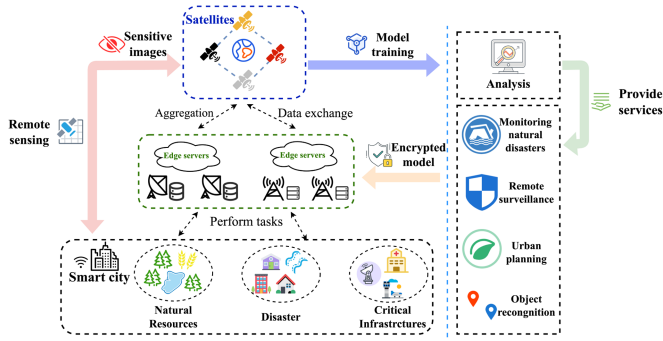 Sensitive
images
Satellites
Model
training
Analysis
Provide
services
Remote
sensing
Aggregation
Data exchange
Edge servers
Edge servers
Encrypted
model
Monitoring
natural
disasters
Remote
surveillance
Urban
planning
Object
recongnition
Perform tasks
Smart city
Natural
Resources
Disaster
Critical
Infrastrctures